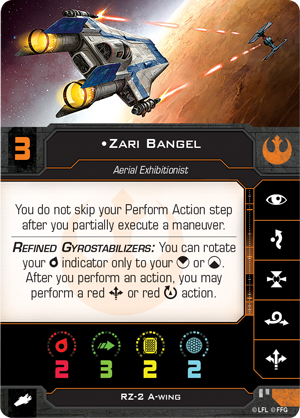 •Zari Bangel
3
Aerial Exhibitionist
You do not skip your Perform Action step
after you partially execute a maneuver.
Refined Gyrostabilizers: You can rotate
your indicator only to your or .
After you perform an action, you may
perform a red or red action.
2 3 2 2
RZ-2 A-wing
© LFL © FFG